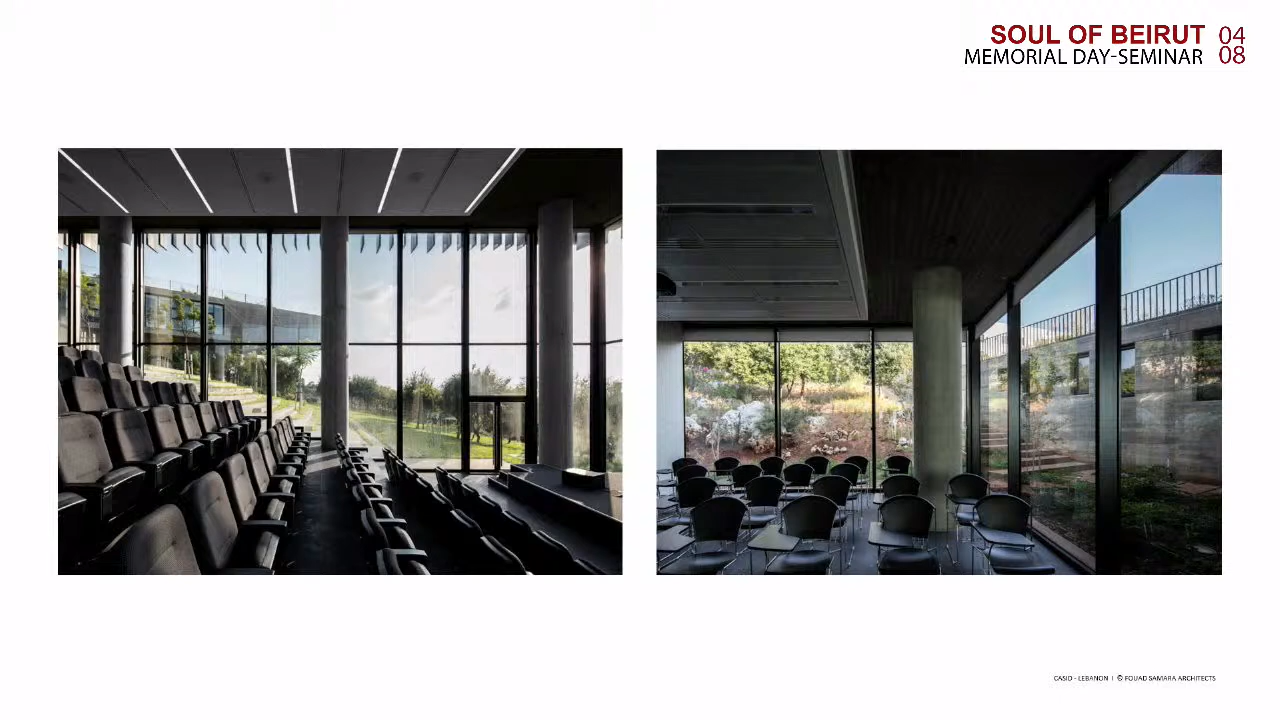 SOUL OF BEIRUT 04
MEMORIAL DAY-SEMINAR 08
CASID - LEBANON | © FOUAD SAMARA ARCHITECTS